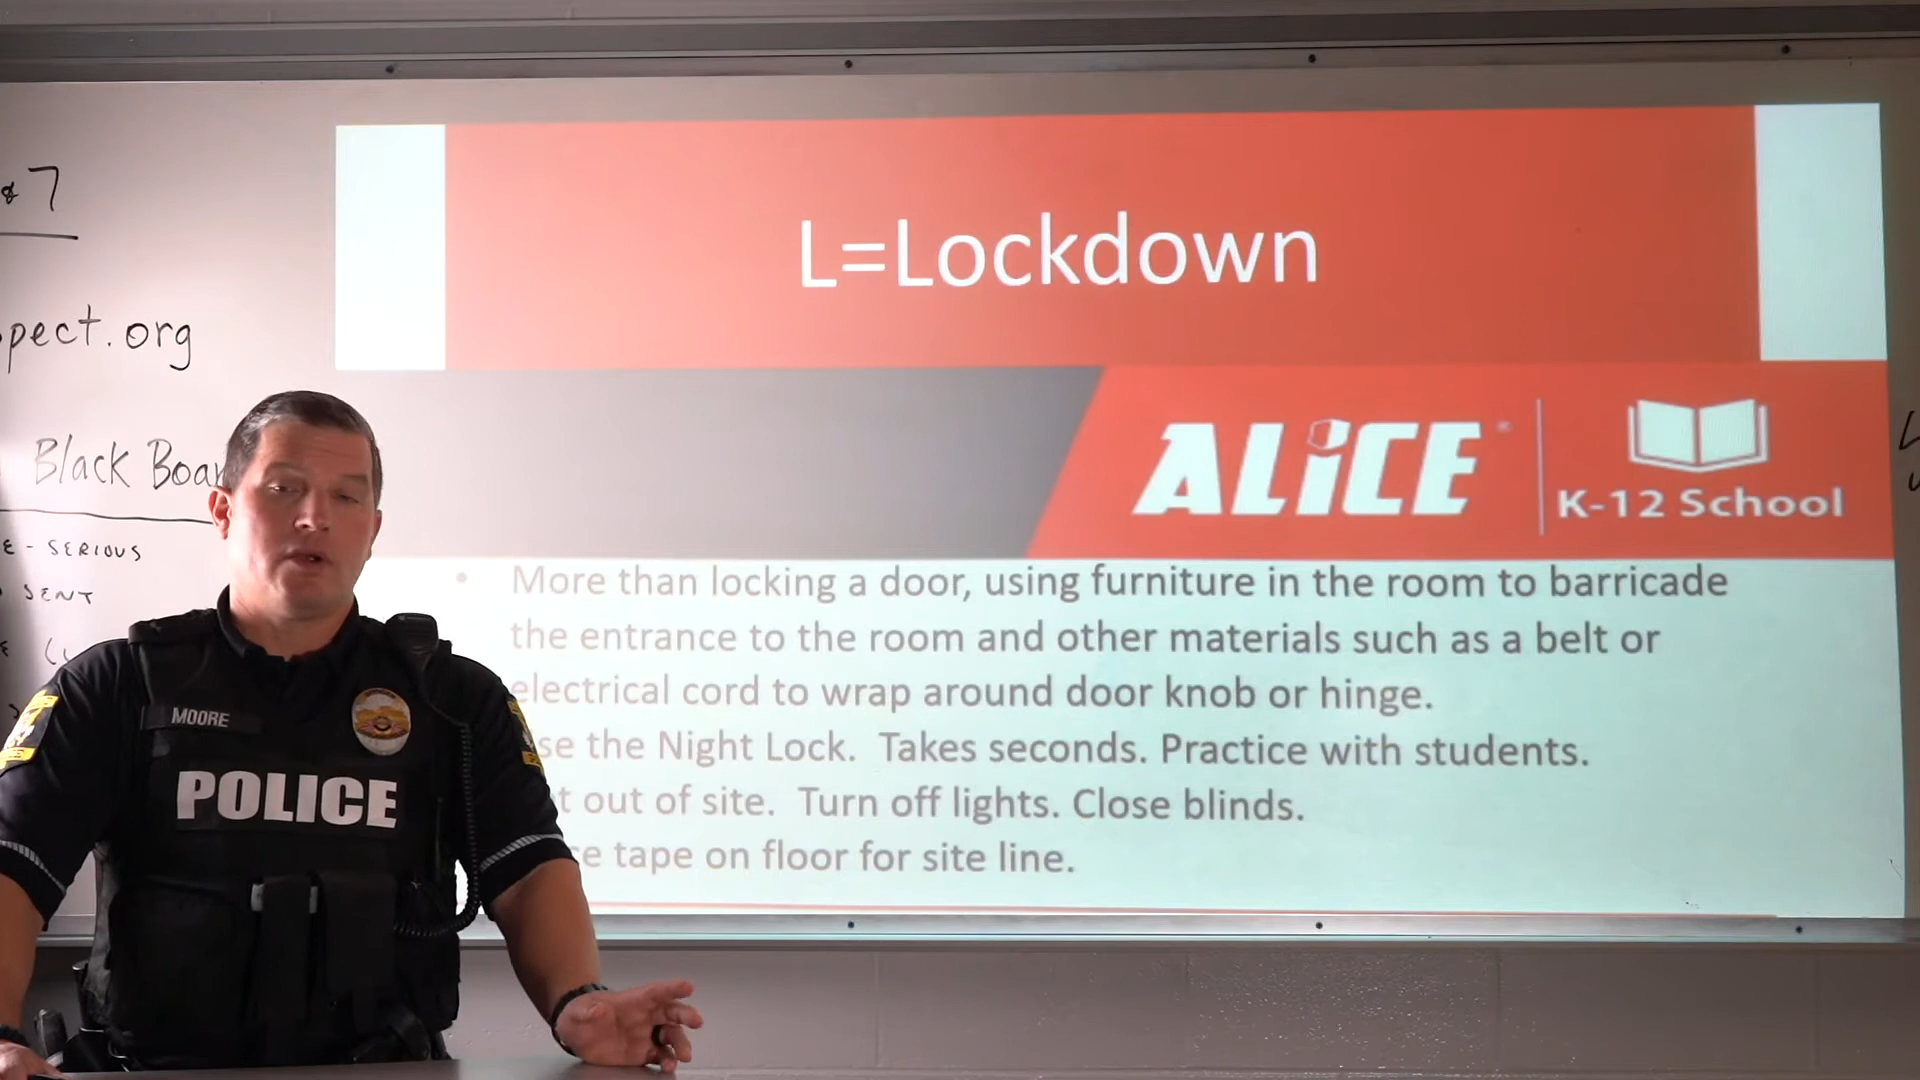 7
pect.org
Black Boar
SERIOUS
SENT
L=Lockdown
ALiCE®
K-12 School
• More than locking a door, using furniture in the room to barricade
the entrance to the room and other materials such as a belt or
electrical cord to wrap around door knob or hinge.
se the Night Lock. Takes seconds. Practice with students.
t out of site. Turn off lights. Close blinds.
ce tape on floor for site line.
MOORE
POLICE